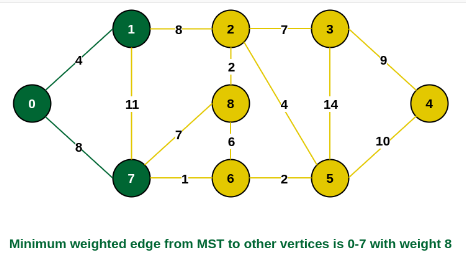 1 8 2 7 3
4 9
2
0 11 8 4 14 4
7
8 6 10
7 1 6 2 5
Minimum weighted edge from MST to other vertices is 0-7 with weight 8